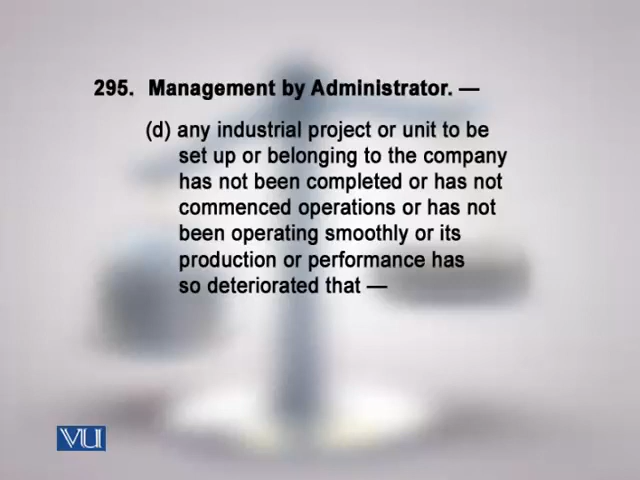 295. Management by Administrator. —
(d) any industrial project or unit to be
set up or belonging to the company
has not been completed or has not
commenced operations or has not
been operating smoothly or its
production or performance has
so deteriorated that —
VU